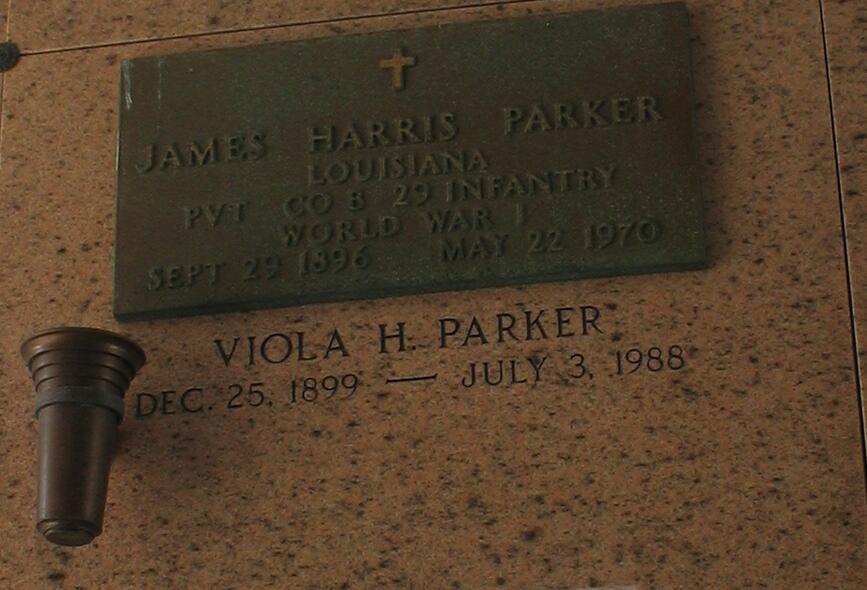 JAMES HARRIS PARKER
LOUISIANA
PVT CO B 29 INFANTRY
WORLD WAR I
SEPT 29 1896 MAY 22 1970
VIOLA H. PARKER
DEC. 25, 1899 — JULY 3, 1988